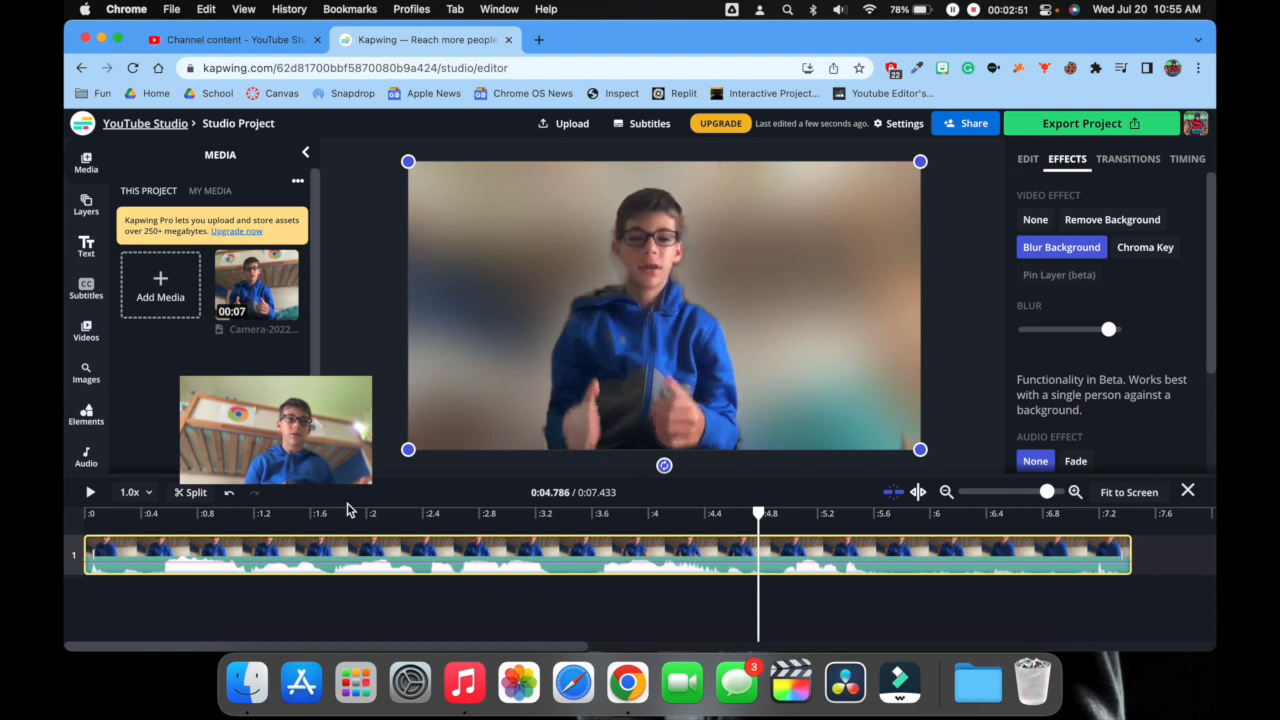 Chrome File Edit View History Bookmarks Profiles Tab Window Help 78% 00:02:51 Wed Jul 20 10:55 AM
Channel content - YouTube Stu Kapwing — Reach more people
kapwing.com/62d81700bbf5870080b9a424/studio/editor 22
Fun Home School Canvas Snapdrop Apple News Chrome OS News Inspect Replit Interactive Project... Youtube Editor's...
YouTube Studio > Studio Project Upload Subtitles UPGRADE Last edited a few seconds ago. Settings Share Export Project
Media
Layers
Text
Subtitles
CC
Videos
Images
Elements
Audio
MEDIA
THIS PROJECT MY MEDIA
Kapwing Pro lets you upload and store assets
over 250+ megabytes. Upgrade now
Add Media
00:07
Camera-2022...
EDIT EFFECTS TRANSITIONS TIMING
VIDEO EFFECT
None Remove Background
Blur Background Chroma Key
Pin Layer (beta)
BLUR
Functionality in Beta. Works best
with a single person against a
background.
AUDIO EFFECT
None Fade
1.0x Split 0:04.786 / 0:07.433 Fit to Screen
:0 :0.4 :0.8 :1.2 :1.6 :2 :2.4 :2.8 :3.2 :3.6 :4 :4.4 :4.8 :5.2 :5.6 :6 :6.4 :6.8 :7.2 :7.6
1
3